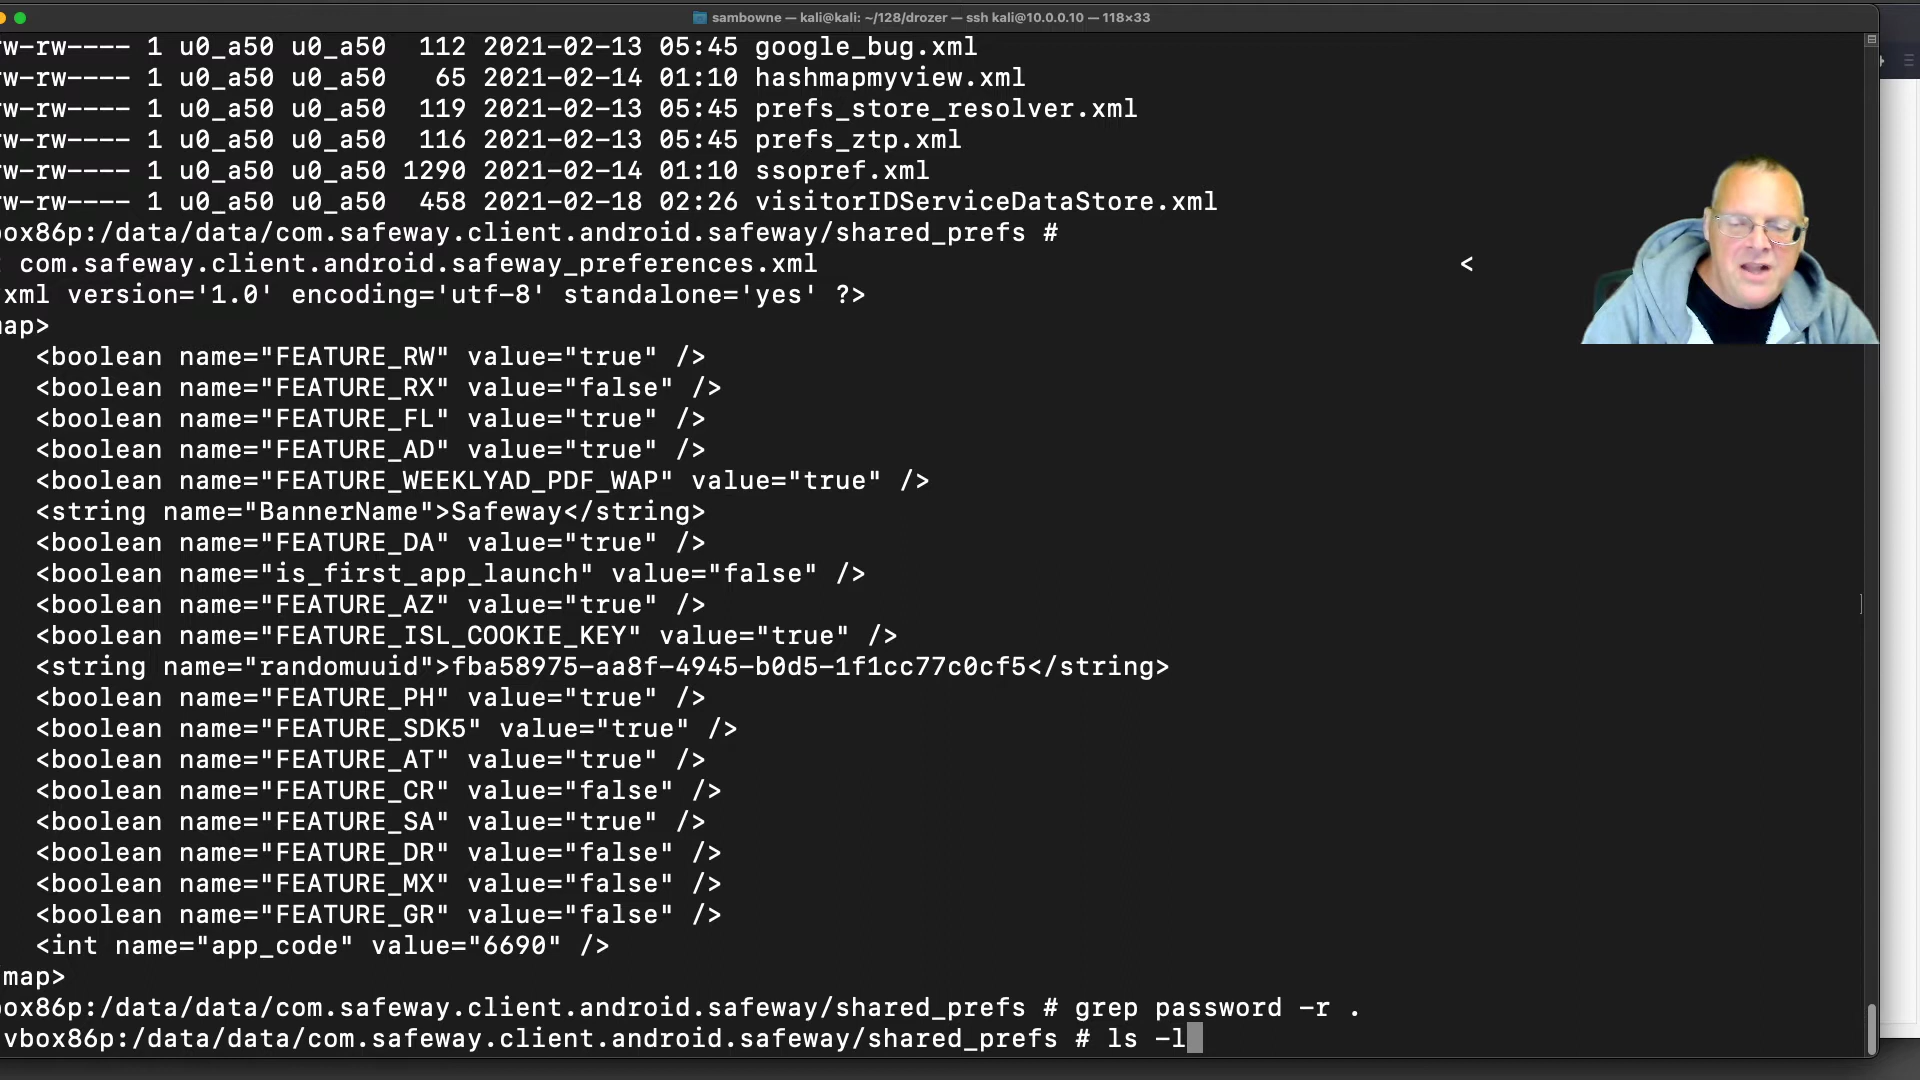 sambowne — kali@kali: ~/128/drozer — ssh kali@10.0.0.10 — 118×33
rw-rw---- 1 u0_a50 u0_a50  112 2021-02-13 05:45 google_bug.xml
rw-rw---- 1 u0_a50 u0_a50   65 2021-02-14 01:10 hashmapmyview.xml
rw-rw---- 1 u0_a50 u0_a50  119 2021-02-13 05:45 prefs_store_resolver.xml
rw-rw---- 1 u0_a50 u0_a50  116 2021-02-13 05:45 prefs_ztp.xml
rw-rw---- 1 u0_a50 u0_a50 1290 2021-02-14 01:10 ssopref.xml
rw-rw---- 1 u0_a50 u0_a50  458 2021-02-18 02:26 visitorIDServiceDataStore.xml
box86p:/data/data/com.safeway.client.android.safeway/shared_prefs #
com.safeway.client.android.safeway_preferences.xml <
xml version='1.0' encoding='utf-8' standalone='yes' ?>
map>
<boolean name="FEATURE_RW" value="true" />
<boolean name="FEATURE_RX" value="false" />
<boolean name="FEATURE_FL" value="true" />
<boolean name="FEATURE_AD" value="true" />
<boolean name="FEATURE_WEEKLYAD_PDF_WAP" value="true" />
<string name="BannerName">Safeway</string>
<boolean name="FEATURE_DA" value="true" />
<boolean name="is_first_app_launch" value="false" />
<boolean name="FEATURE_AZ" value="true" />
<boolean name="FEATURE_ISL_COOKIE_KEY" value="true" />
<string name="randomuuid">fba58975-aa8f-4945-b0d5-1f1cc77c0cf5</string>
<boolean name="FEATURE_PH" value="true" />
<boolean name="FEATURE_SDK5" value="true" />
<boolean name="FEATURE_AT" value="true" />
<boolean name="FEATURE_CR" value="false" />
<boolean name="FEATURE_SA" value="true" />
<boolean name="FEATURE_DR" value="false" />
<boolean name="FEATURE_MX" value="false" />
<boolean name="FEATURE_GR" value="false" />
<int name="app_code" value="6690" />
map>
box86p:/data/data/com.safeway.client.android.safeway/shared_prefs # grep password -r .
vbox86p:/data/data/com.safeway.client.android.safeway/shared_prefs # ls -l